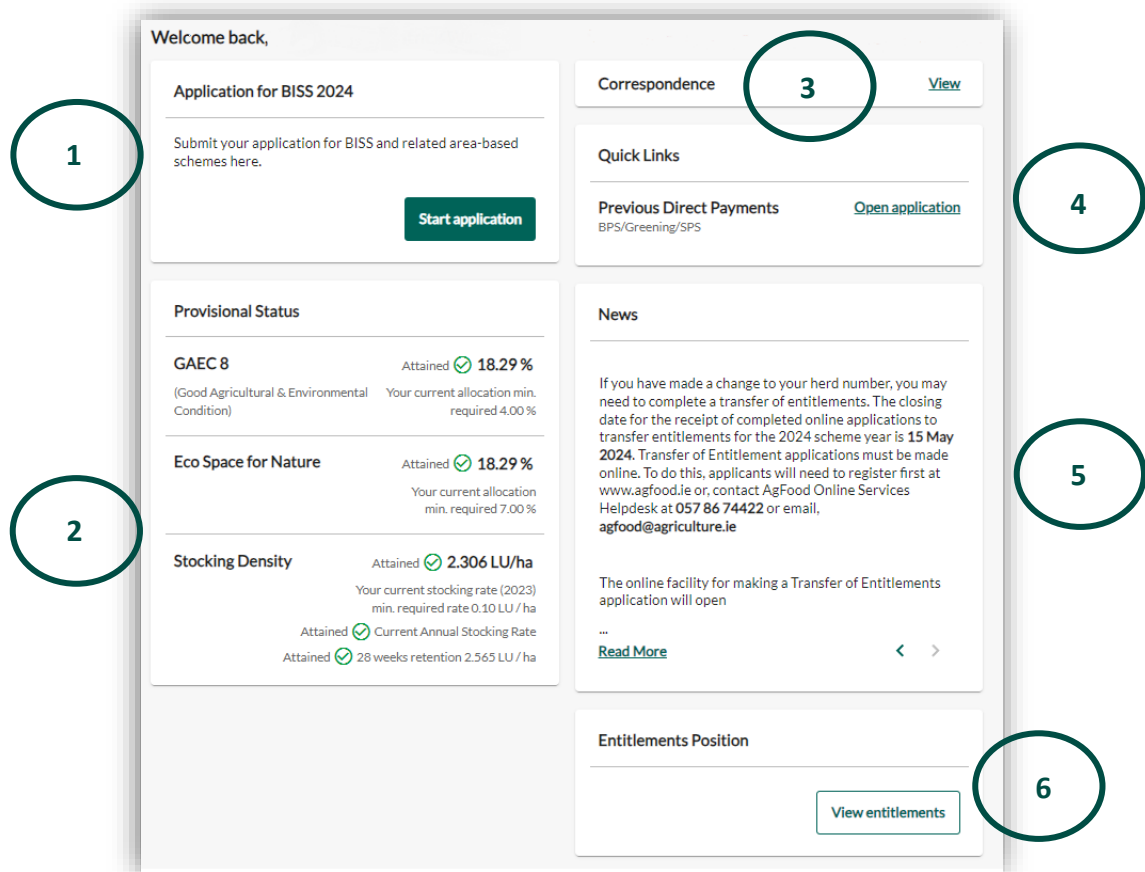 Welcome back,
1
Application for BISS 2024
Submit your application for BISS and related area-based
schemes here.
Start application
2
Provisional Status
GAEC 8
Attained 18.29 %
(Good Agricultural & Environmental
Condition)
Your current allocation min.
required 4.00 %
Eco Space for Nature
Attained 18.29 %
Your current allocation
min. required 7.00 %
Stocking Density
Attained 2.306 LU/ha
Your current stocking rate (2023)
min. required rate 0.10 LU / ha
Attained Current Annual Stocking Rate
Attained 28 weeks retention 2.565 LU / ha
Correspondence
3
View
Quick Links
4
Previous Direct Payments
Open application
BPS/Greening/SPS
News
5
If you have made a change to your herd number, you may
need to complete a transfer of entitlements. The closing
date for the receipt of completed online applications to
transfer entitlements for the 2024 scheme year is 15 May
2024. Transfer of Entitlement applications must be made
online. To do this, applicants will need to register first at
www.agfood.ie or, contact AgFood Online Services
Helpdesk at 057 86 74422 or email,
agfood@agriculture.ie
The online facility for making a Transfer of Entitlements
application will open
...
Read More
Entitlements Position
6
View entitlements